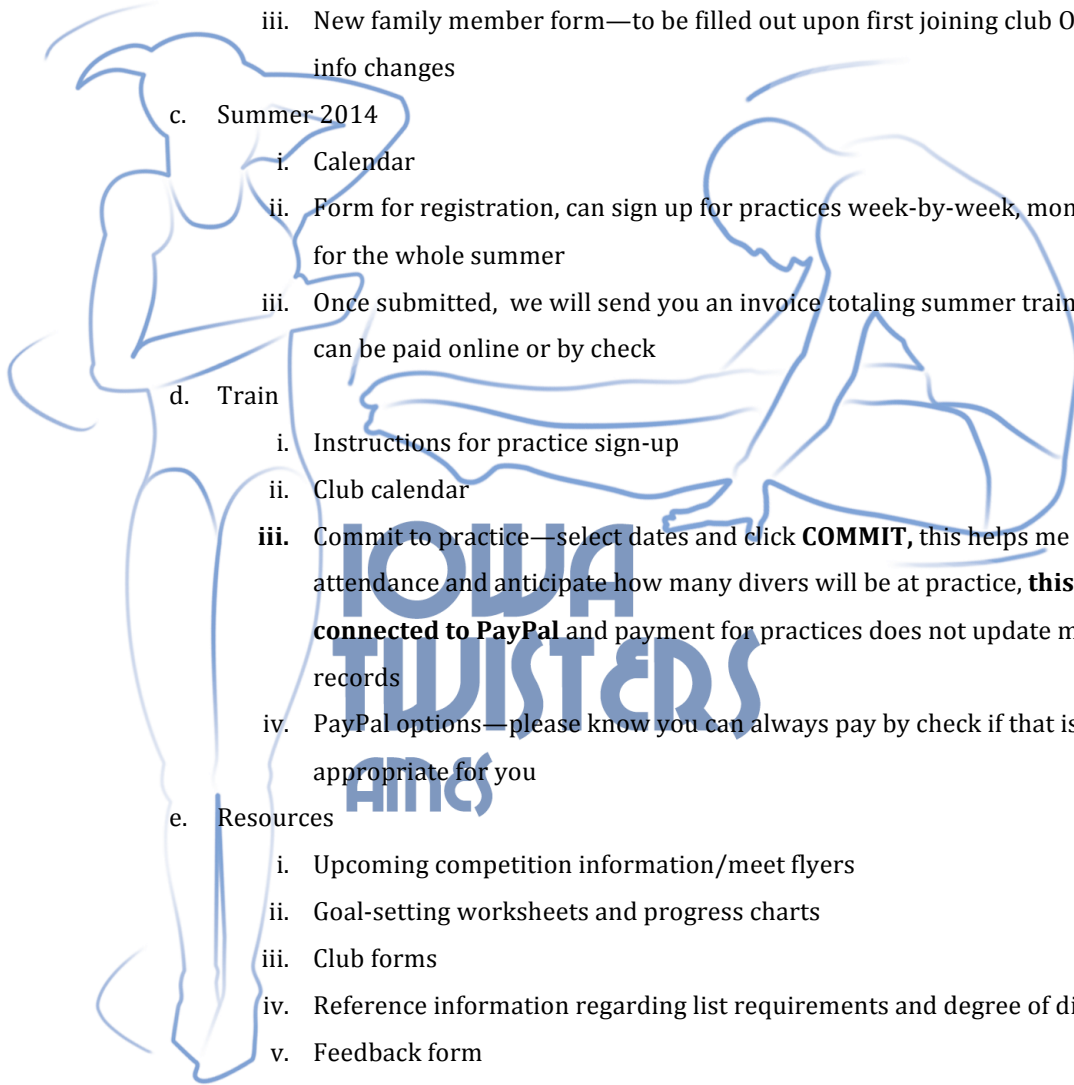 iii. New family member form—to be filled out upon first joining club O
info changes
c. Summer 2014
i. Calendar
ii. Form for registration, can sign up for practices week-by-week, mon
for the whole summer
iii. Once submitted,  we will send you an invoice totaling summer train
can be paid online or by check
d. Train
i. Instructions for practice sign-up
ii. Club calendar
iii. Commit to practice—select dates and click COMMIT, this helps me
attendance and anticipate how many divers will be at practice, this
connected to PayPal and payment for practices does not update m
records
iv. PayPal options—please know you can always pay by check if that is
appropriate for you
e. Resources
i. Upcoming competition information/meet flyers
ii. Goal-setting worksheets and progress charts
iii. Club forms
iv. Reference information regarding list requirements and degree of di
v. Feedback form
IOWA
TWISTERS
AMES